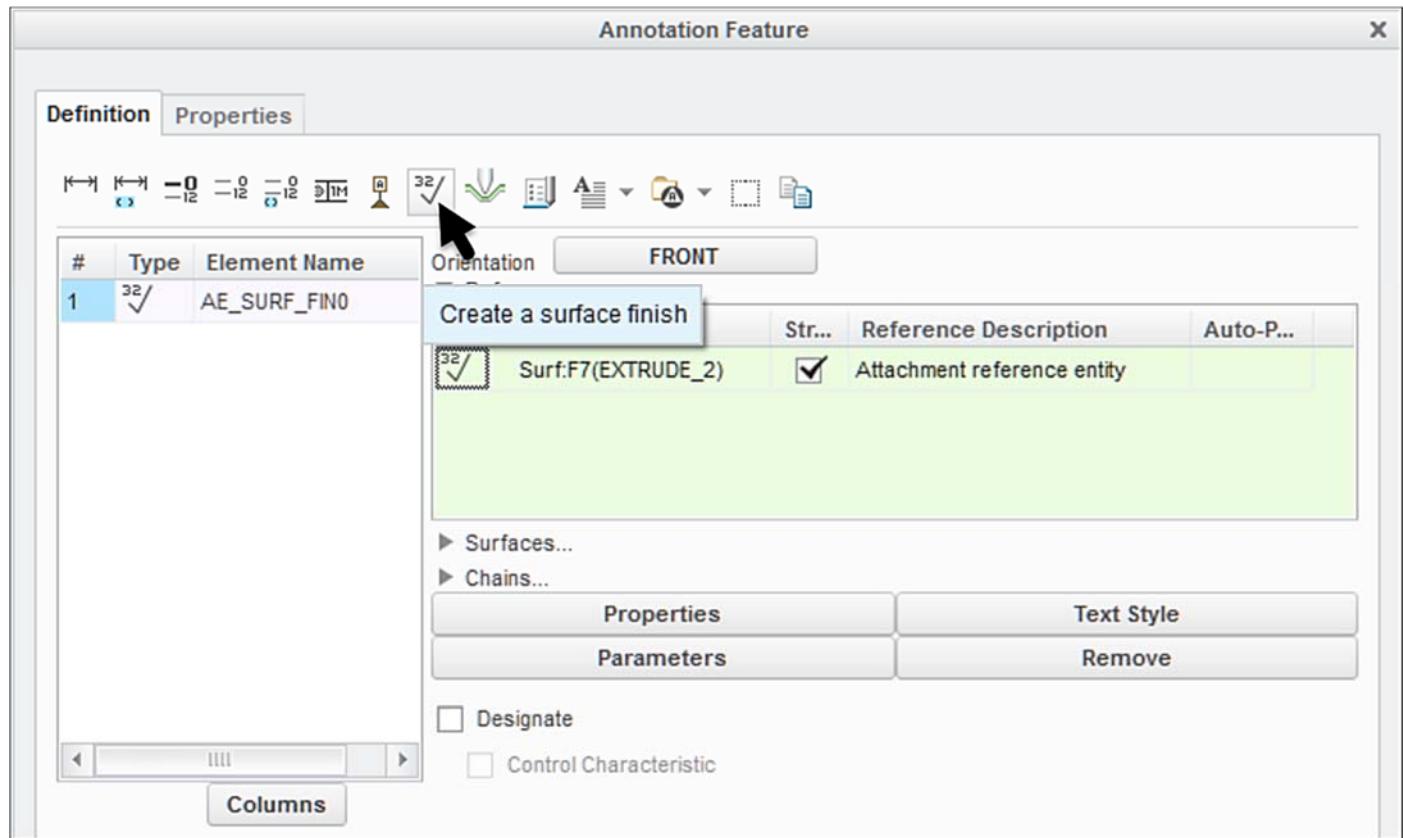 Annotation Feature
Definition Properties
32
# Type Element Name
1 32 AE_SURF_FIN0
Orientation FRONT
Create a surface finish
Str... Reference Description Auto-P...
32 Surf:F7(EXTRUDE_2) Attachment reference entity
Surfaces...
Chains...
Properties Text Style
Parameters Remove
Designate
Control Characteristic
Columns